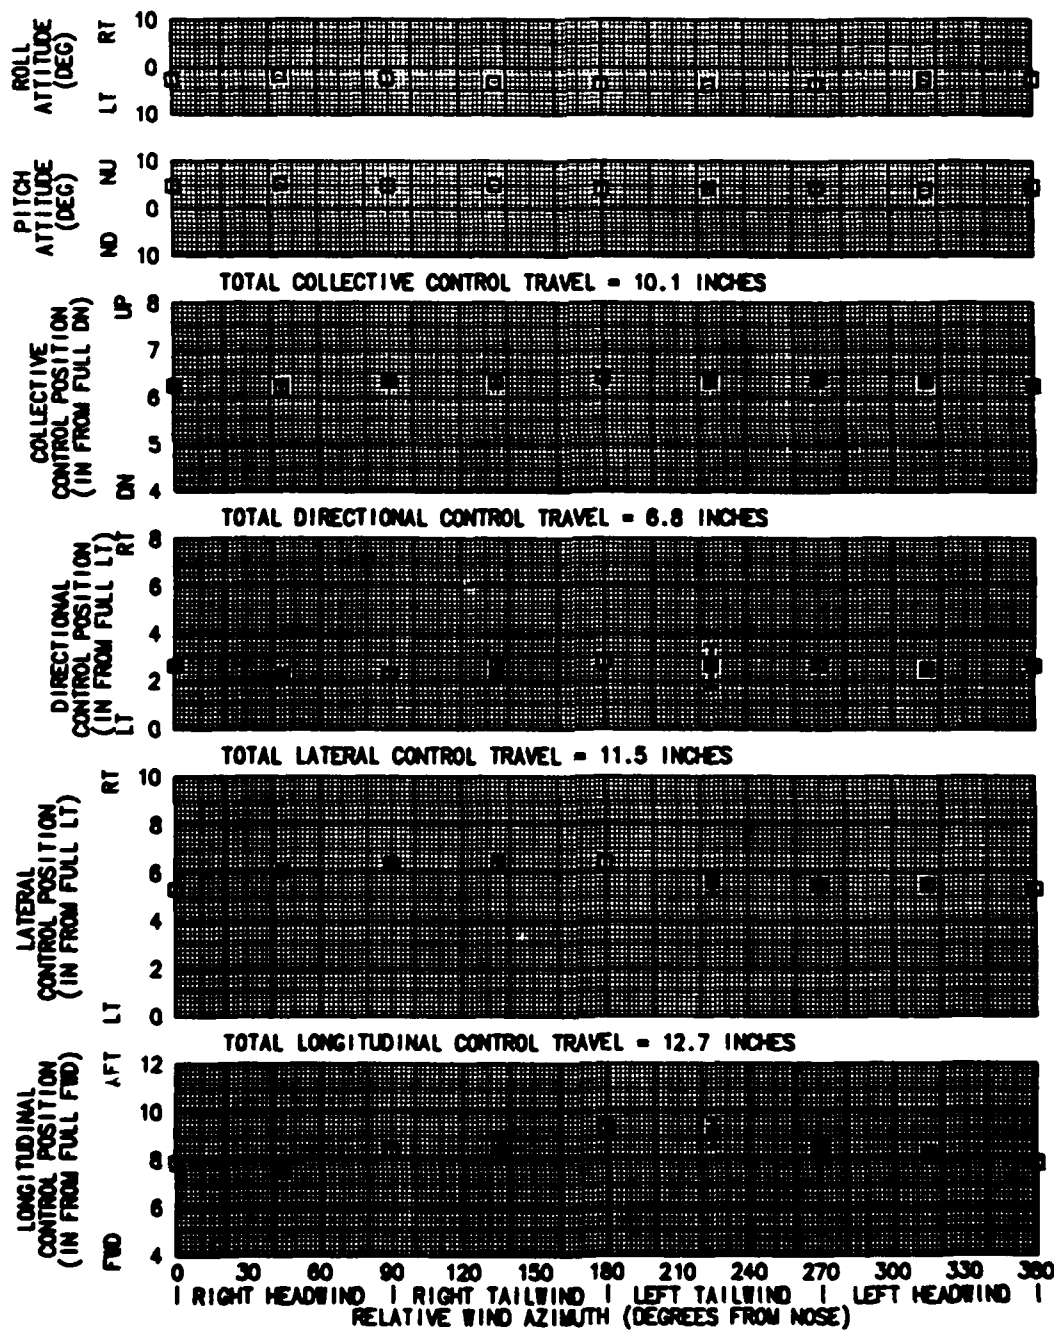 ROLL
ATTITUDE
(DEG)
LT RT
10
0
10
PITCH
ATTITUDE
(DEG)
ND NU
10
0
10
TOTAL COLLECTIVE CONTROL TRAVEL = 10.1 INCHES
COLLECTIVE
CONTROL POSITION
(IN FROM FULL DN)
DN UP
8
7
6
5
4
TOTAL DIRECTIONAL CONTROL TRAVEL = 6.8 INCHES
DIRECTIONAL
CONTROL POSITION
(IN FROM FULL LT)
LT RT
8
6
4
2
0
TOTAL LATERAL CONTROL TRAVEL = 11.5 INCHES
LATERAL
CONTROL POSITION
(IN FROM FULL LT)
LT RT
10
8
6
4
2
0
TOTAL LONGITUDINAL CONTROL TRAVEL = 12.7 INCHES
LONGITUDINAL
CONTROL POSITION
(IN FROM FULL FWD)
FWD AFT
12
10
8
6
4
0 30 60 90 120 150 180 210 240 270 300 330 360
| RIGHT HEADWIND | RIGHT TAILWIND | LEFT TAILWIND | LEFT HEADWIND |
RELATIVE WIND AZIMUTH (DEGREES FROM NOSE)